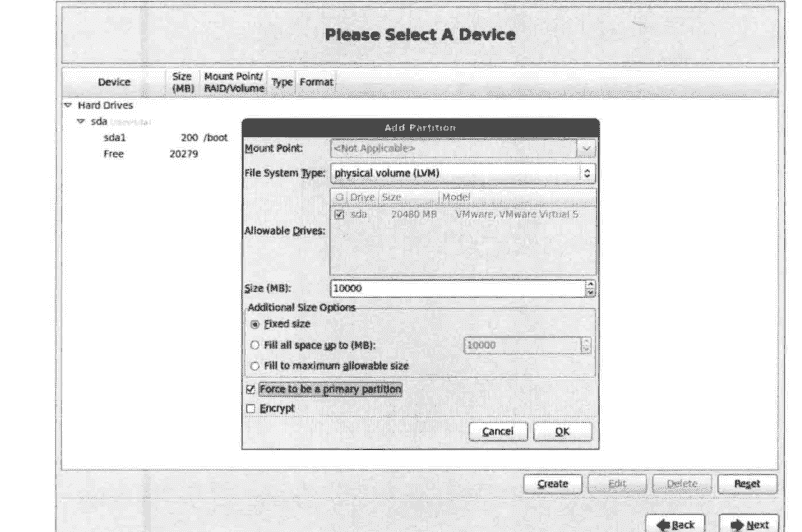 Please Select A Device
Device Size (MB) Mount Point/ RAID/Volume Type Format
Hard Drives
sda
sda1 200 /boot
Free 20279
Add Partition
Mount Point: <Not Applicable>
File System Type: physical volume (LVM)
Drive Size Model
sda 20480 MB VMware, VMware Virtual S
Allowable Drives:
Size (MB): 10000
Additional Size Options
Fixed size
Fill all space up to (MB): 10000
Fill to maximum allowable size
Force to be a primary partition
Encrypt
Cancel OK
Create Edit Delete Reset
Back Next